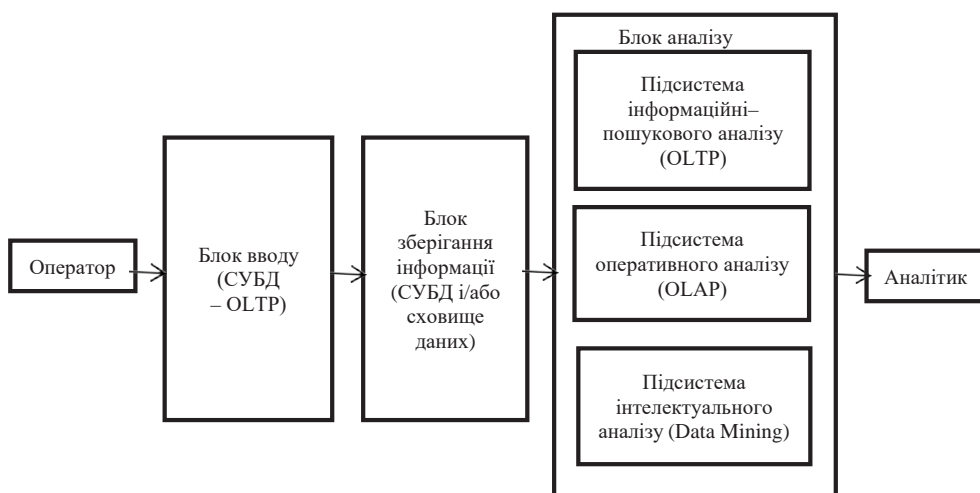 Оператор
Блок вводу
(СУБД
– OLTP)
Блок
зберігання
інформації
(СУБД і/або
сховище
даних)
Блок аналізу
Підсистема
інформаційні–
пошукового аналізу
(OLTP)
Підсистема
оперативного аналізу
(OLAP)
Підсистема
інтелектуального
аналізу (Data Mining)
Аналітик